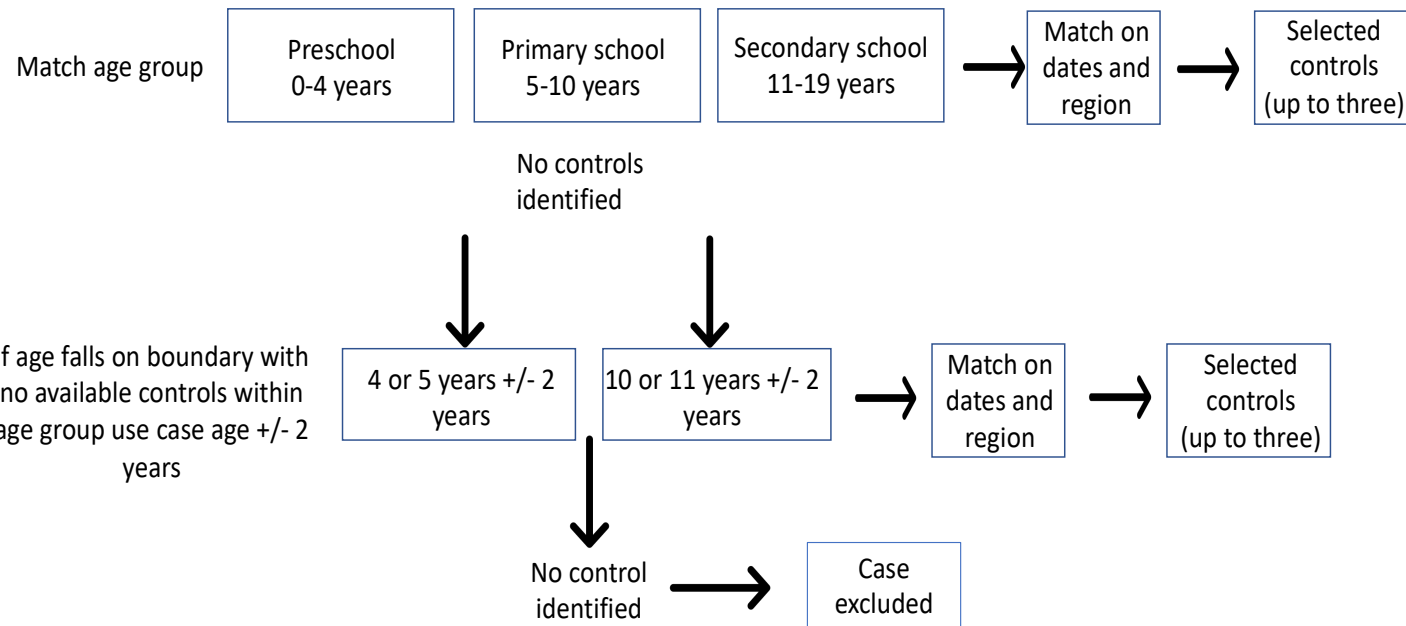 Match age group
Preschool
0-4 years
Primary school
5-10 years
Secondary school
11-19 years
Match on
dates and
region
Selected
controls
(up to three)
No controls
identified
f age falls on boundary with
no available controls within
age group use case age +/- 2
years
4 or 5 years +/- 2
years
10 or 11 years +/- 2
years
Match on
dates and
region
Selected
controls
(up to three)
No control
identified
Case
excluded